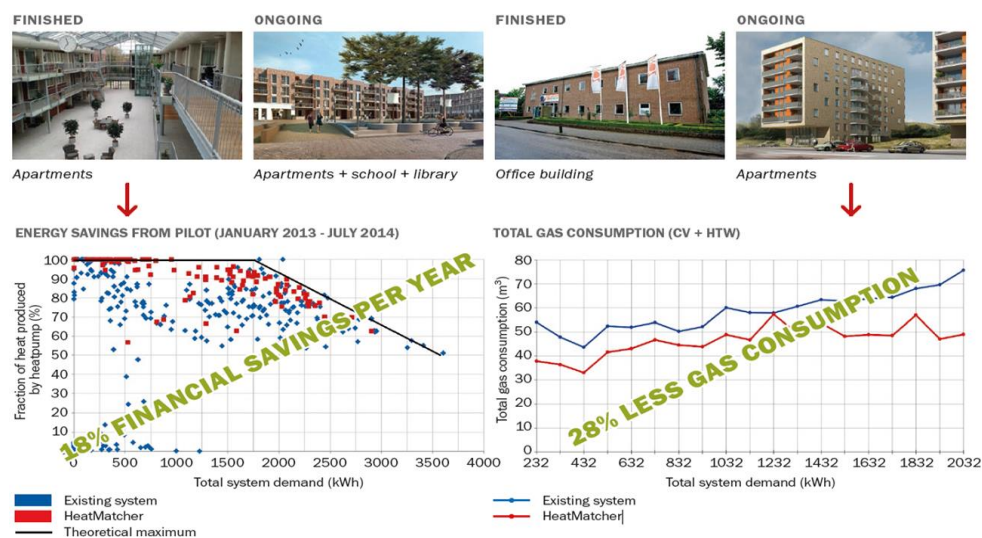 FINISHED
ONGOING
FINISHED
ONGOING
Apartments
Apartments + school + library
Office building
Apartments
ENERGY SAVINGS FROM PILOT (JANUARY 2013 - JULY 2014)
Fraction of heat produced
by heatpump (%)
100
90
80
70
60
50
40
30
20
10
0
500
1000
1500
2000
2500
3000
3500
4000
Total system demand (kWh)
18% FINANCIAL SAVINGS PER YEAR
Existing system
HeatMatcher
Theoretical maximum
TOTAL GAS CONSUMPTION (CV + HTW)
Total gas consumption (m³)
80
70
60
50
40
30
20
10
0
232
432
632
832
1032
1232
1432
1632
1832
2032
Total system demand (kWh)
28% LESS GAS CONSUMPTION
Existing system
HeatMatcher